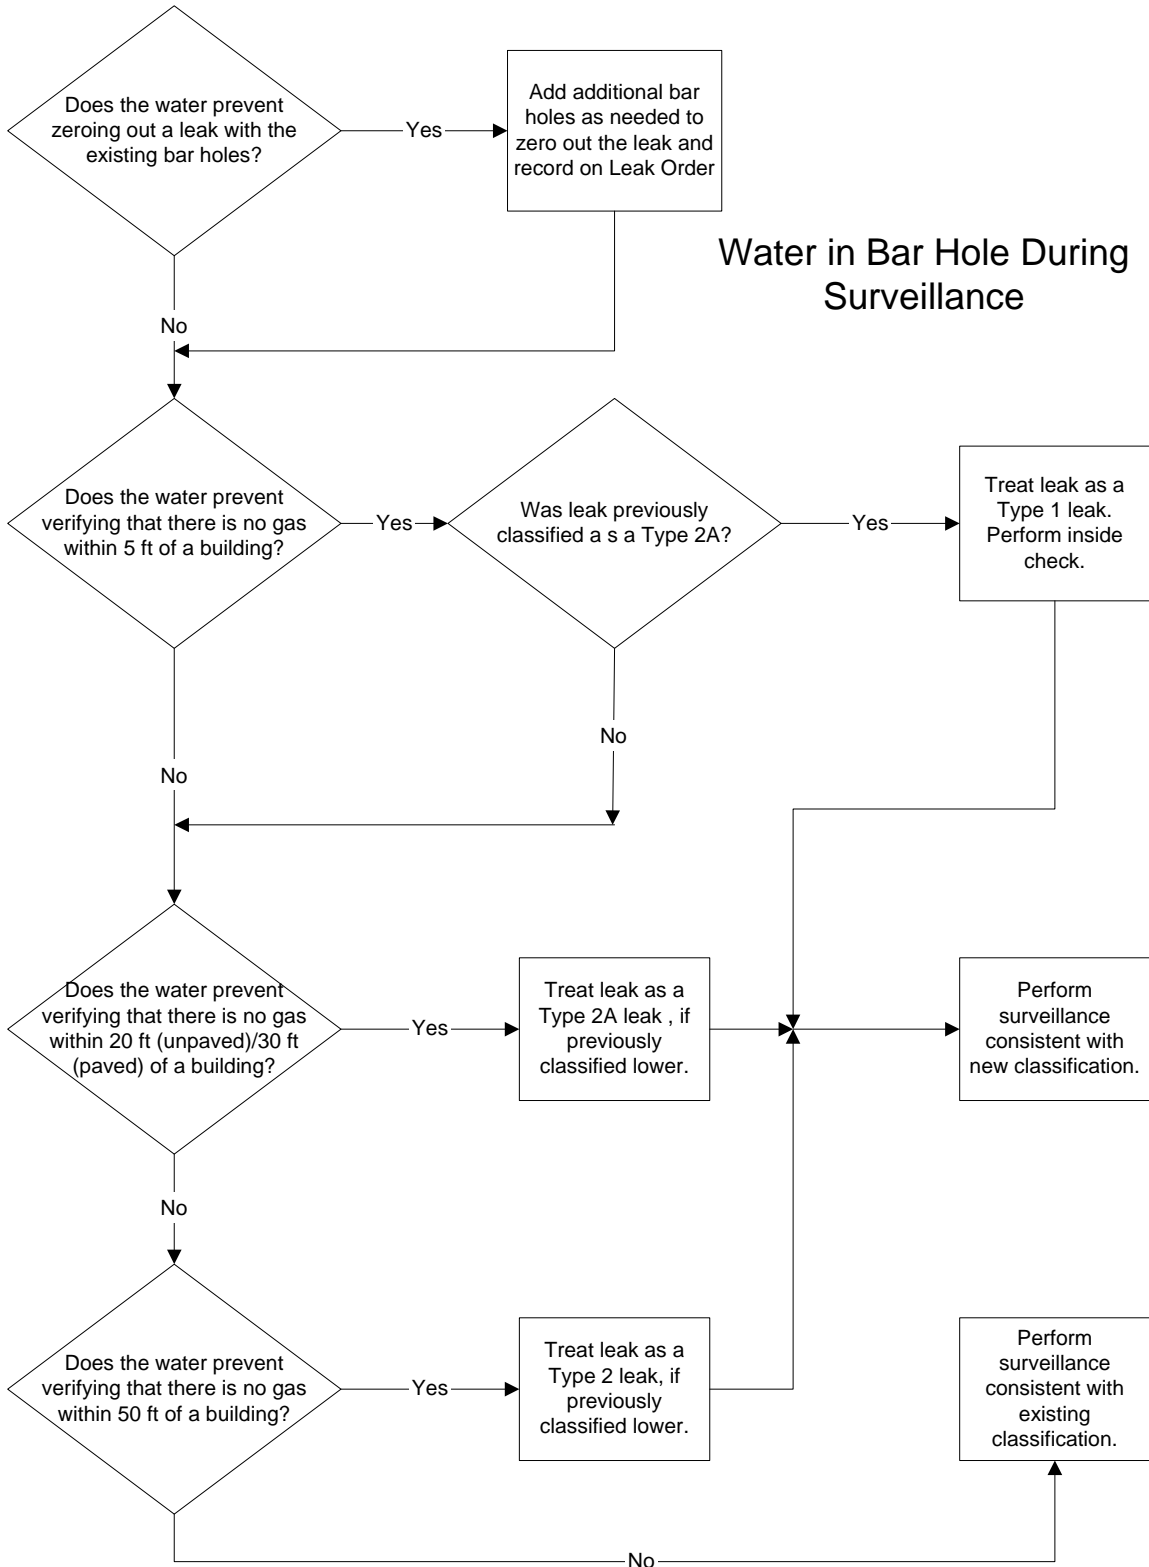 Does the water prevent
zeroing out a leak with the
existing bar holes?
Yes
Add additional bar
holes as needed to
zero out the leak and
record on Leak Order
Water in Bar Hole During
Surveillance
No
Does the water prevent
verifying that there is no gas
within 5 ft of a building?
Yes
Was leak previously
classified a s a Type 2A?
Yes
Treat leak as a
Type 1 leak.
Perform inside
check.
No
No
Does the water prevent
verifying that there is no gas
within 20 ft (unpaved)/30 ft
(paved) of a building?
Yes
Treat leak as a
Type 2A leak , if
previously
classified lower.
Perform
surveillance
consistent with
new classification.
No
Does the water prevent
verifying that there is no gas
within 50 ft of a building?
Yes
Treat leak as a
Type 2 leak, if
previously
classified lower.
Perform
surveillance
consistent with
existing
classification.
No